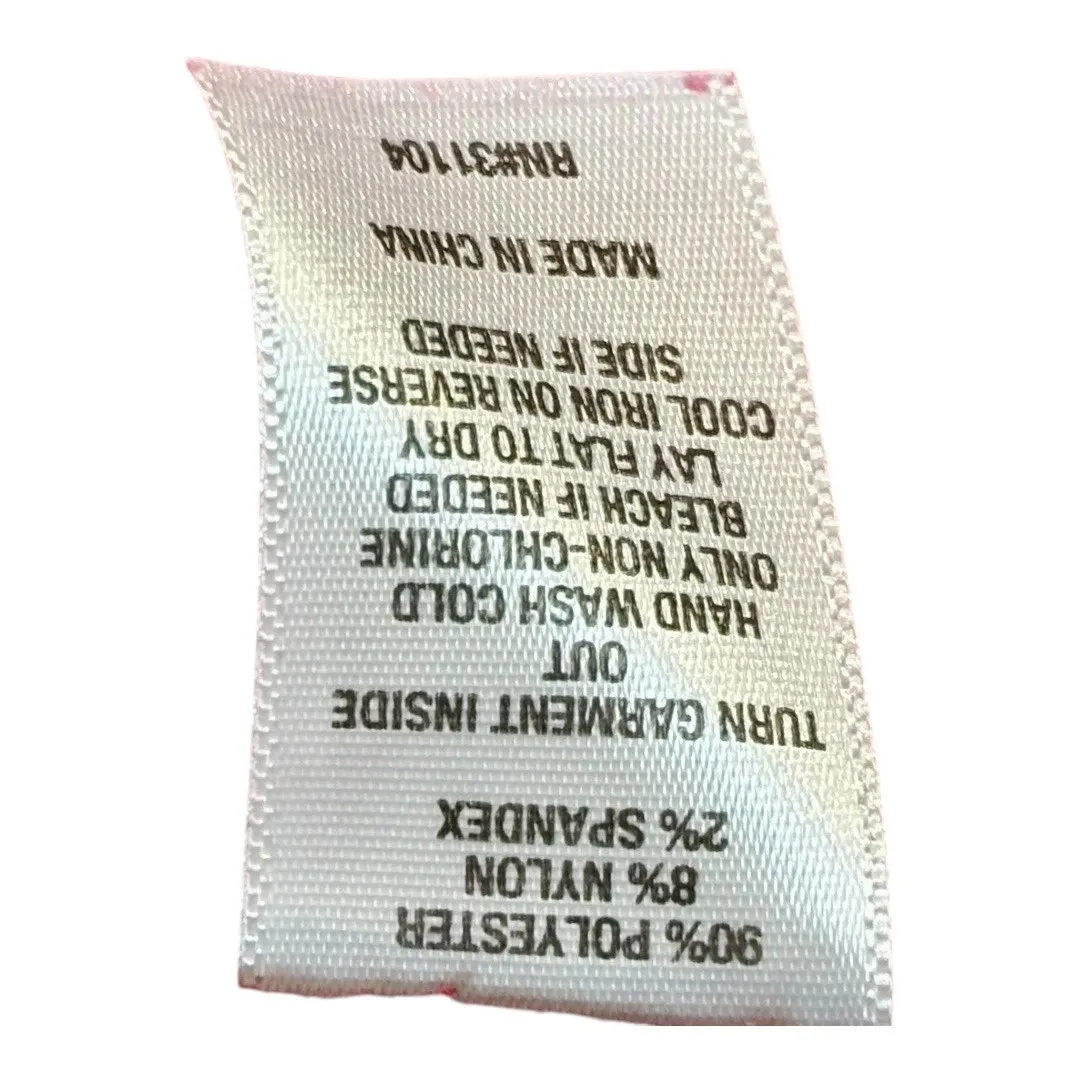 90% POLYESTER
8% NYLON
2% SPANDEX
TURN GARMENT INSIDE
OUT
HAND WASH COLD
ONLY NON-CHLORINE
BLEACH IF NEEDED
LAY FLAT TO DRY
COOL IRON ON REVERSE
SIDE IF NEEDED
MADE IN CHINA
RN#31104